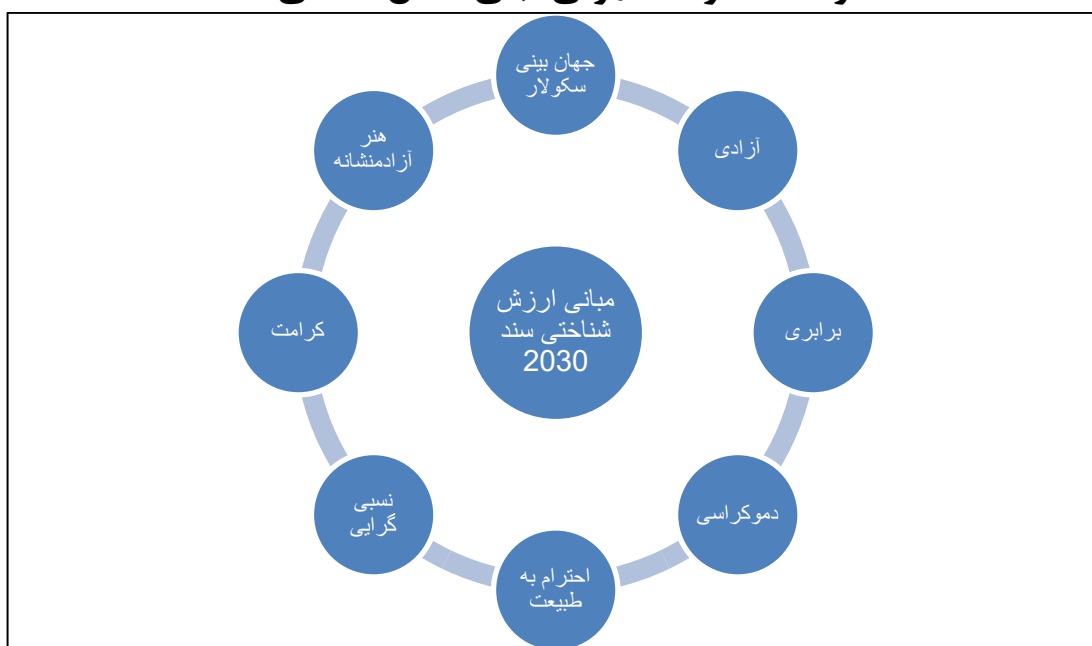 جهان بینی
سکولار
آزادی
برابری
دموکراسی
احترام به
طبیعت
نسبی
گرایی
کرامت
هنر
آزادمنشانه
مبانی ارزش
شناختی سند
2030